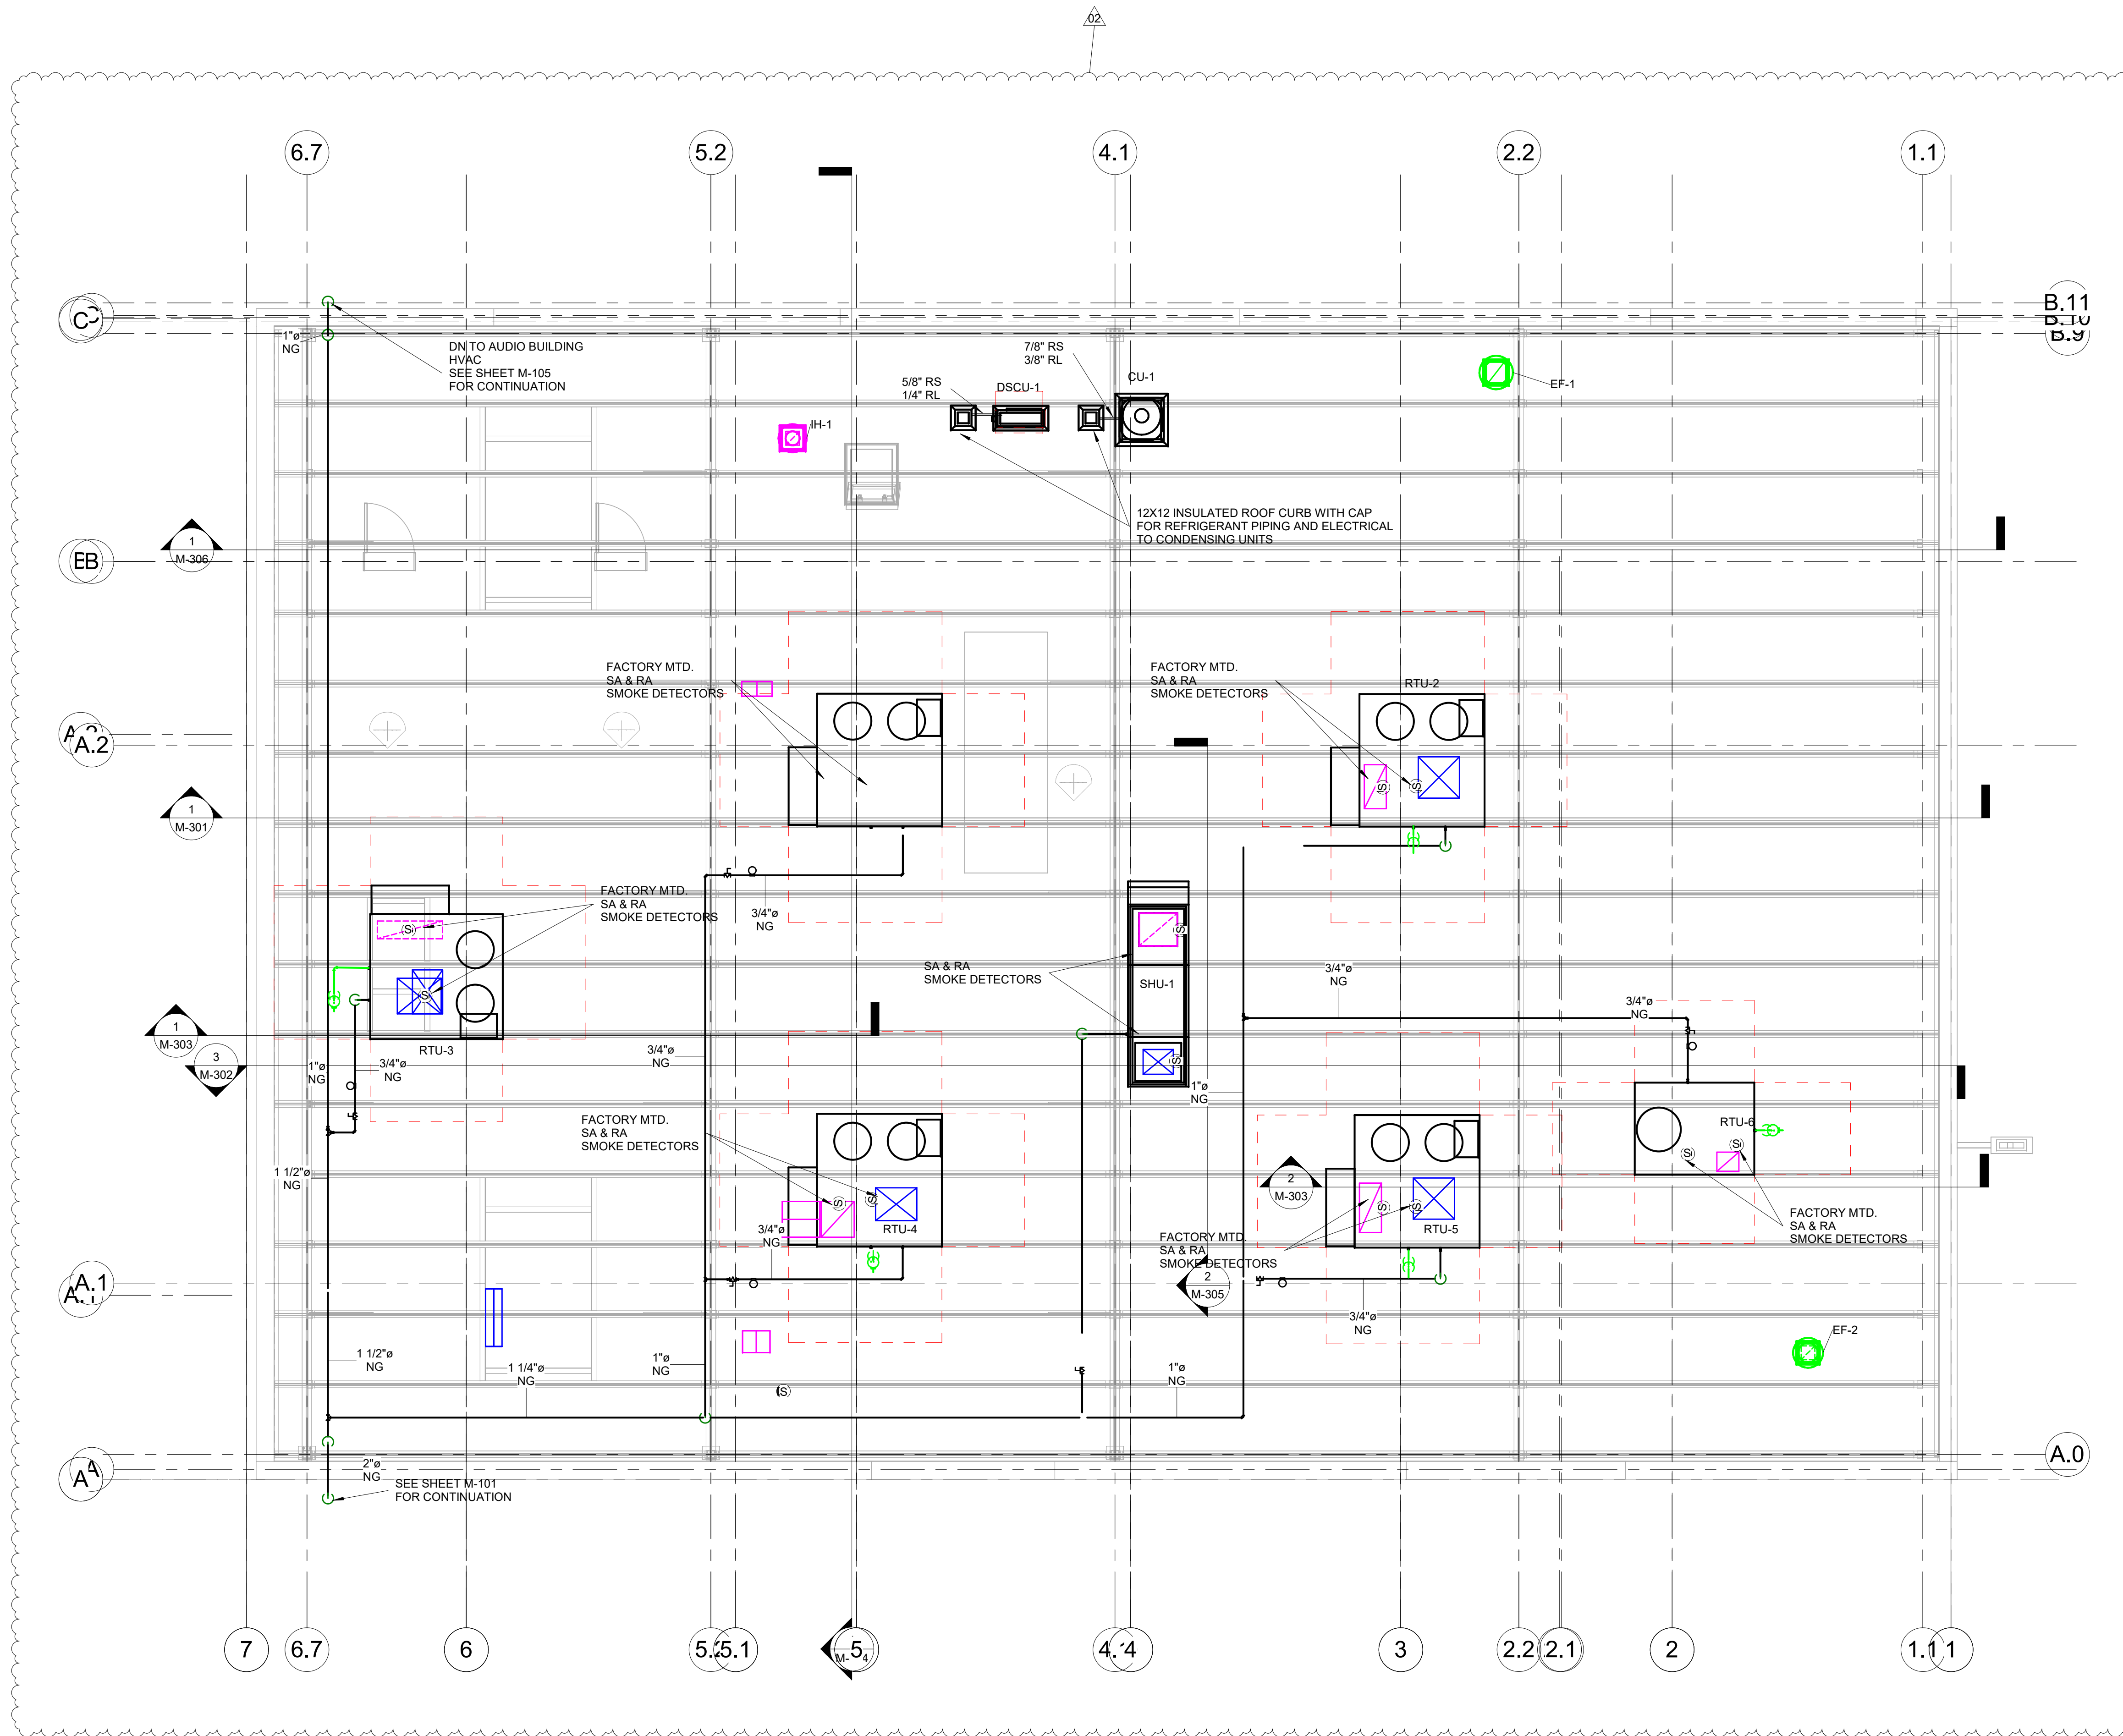 02
6.7
5.2
4.1
2.2
1.1
C
B.11
B.10
B.9
1"ø
NG
DN TO AUDIO BUILDING
HVAC
SEE SHEET M-105
FOR CONTINUATION
7/8" RS
3/8" RL
5/8" RS
1/4" RL
DSCU-1
CU-1
EF-1
IH-1
12X12 INSULATED ROOF CURB WITH CAP
FOR REFRIGERANT PIPING AND ELECTRICAL
TO CONDENSING UNITS
1
M-306
B
FACTORY MTD.
SA & RA
SMOKE DETECTORS
FACTORY MTD.
SA & RA
SMOKE DETECTORS
RTU-2
A.2
S
S
1
M-301
FACTORY MTD.
SA & RA
SMOKE DETECTORS
3/4"ø
NG
S
S
S
SA & RA
SMOKE DETECTORS
SHU-1
3/4"ø
NG
3/4"ø
NG
1
M-303
3
M-302
RTU-3
1"ø
NG
3/4"ø
NG
3/4"ø
NG
S
1"ø
NG
FACTORY MTD.
SA & RA
SMOKE DETECTORS
RTU-6
S
S
1 1/2"ø
NG
2
M-303
S
S
RTU-4
S
S
RTU-5
3/4"ø
NG
FACTORY MTD.
SA & RA
SMOKE DETECTORS
FACTORY MTD.
SA & RA
SMOKE DETECTORS
A.1
A.1
2
M-305
3/4"ø
NG
EF-2
1 1/2"ø
NG
1 1/4"ø
NG
1"ø
NG
1"ø
NG
S
A
A
A.0
2"ø
NG
SEE SHEET M-101
FOR CONTINUATION
7
6.7
6
5.1
5
4
3
2.2
2.1
2
1.1
1